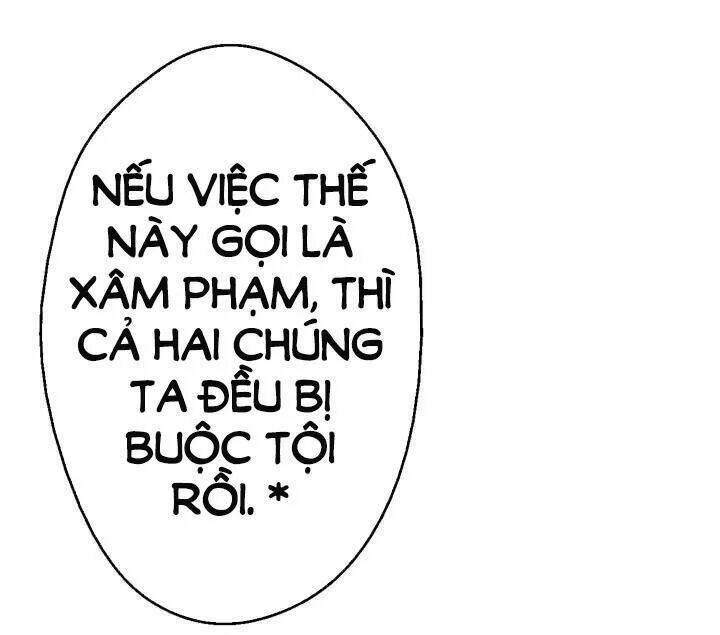 NẾU VIỆC THẾ
NÀY GỌI LÀ
XÂM PHẠM, THÌ
CẢ HAI CHÚNG
TA ĐỀU BỊ
BUỘC TỘI
RỒI. *